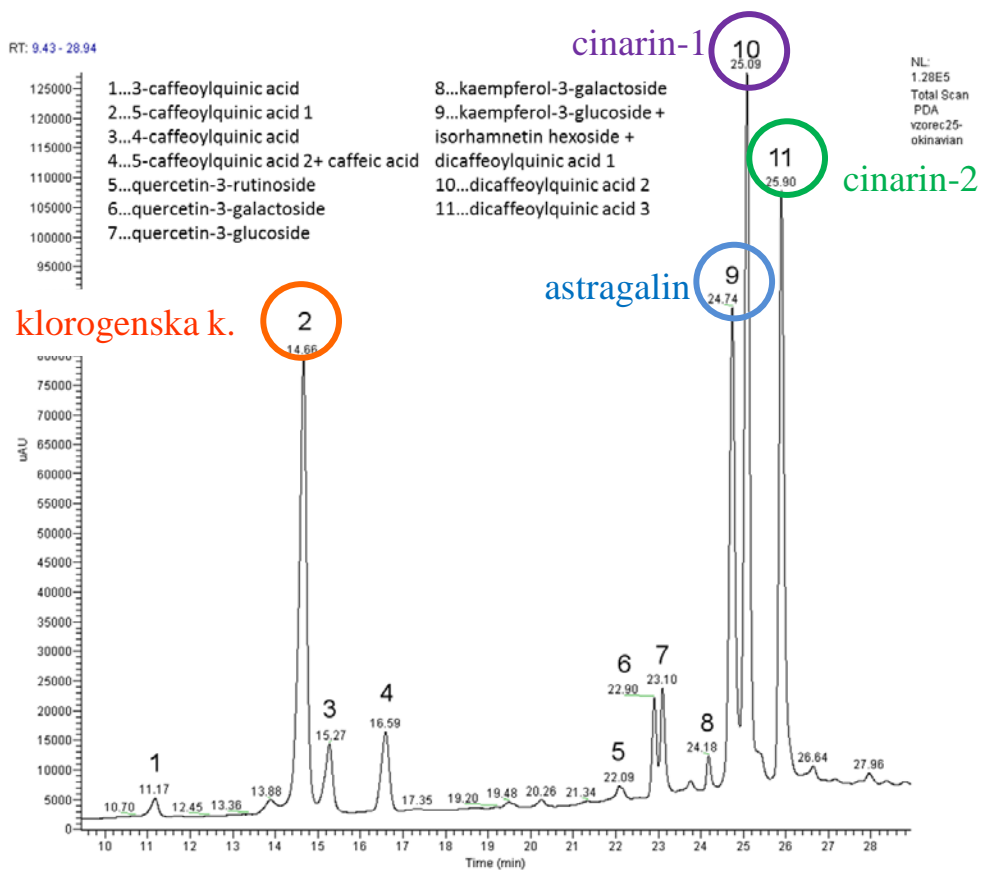 cinarin-1
10
25.09
RT: 9.43 - 28.94
NL:
1.28E5
Total Scan
PDA
vzorec25-
okinavian
1...3-caffeoylquinic acid
2...5-caffeoylquinic acid 1
3...4-caffeoylquinic acid
4...5-caffeoylquinic acid 2+ caffeic acid
5...quercetin-3-rutinoside
6...quercetin-3-galactoside
7...quercetin-3-glucoside
8...kaempferol-3-galactoside
9...kaempferol-3-glucoside +
isorhamnetin hexoside +
dicaffeoylquinic acid 1
10...dicaffeoylquinic acid 2
11...dicaffeoylquinic acid 3
11
25.90
cinarin-2
astragalin
9
24.74
klorogenska k.
2
14.66
125000
120000
115000
110000
105000
100000
95000
80000
75000
70000
65000
60000
55000
50000
45000
40000
35000
30000
25000
20000
15000
10000
5000
0
uAU
1
11.17
3
15.27
4
16.59
5
22.09
6
22.90
7
23.10
8
24.18
10.70
12.45
13.36
13.88
17.35
19.20
19.48
20.26
21.34
26.64
27.96
10 11 12 13 14 15 16 17 18 19 20 21 22 23 24 25 26 27 28
Time (min)